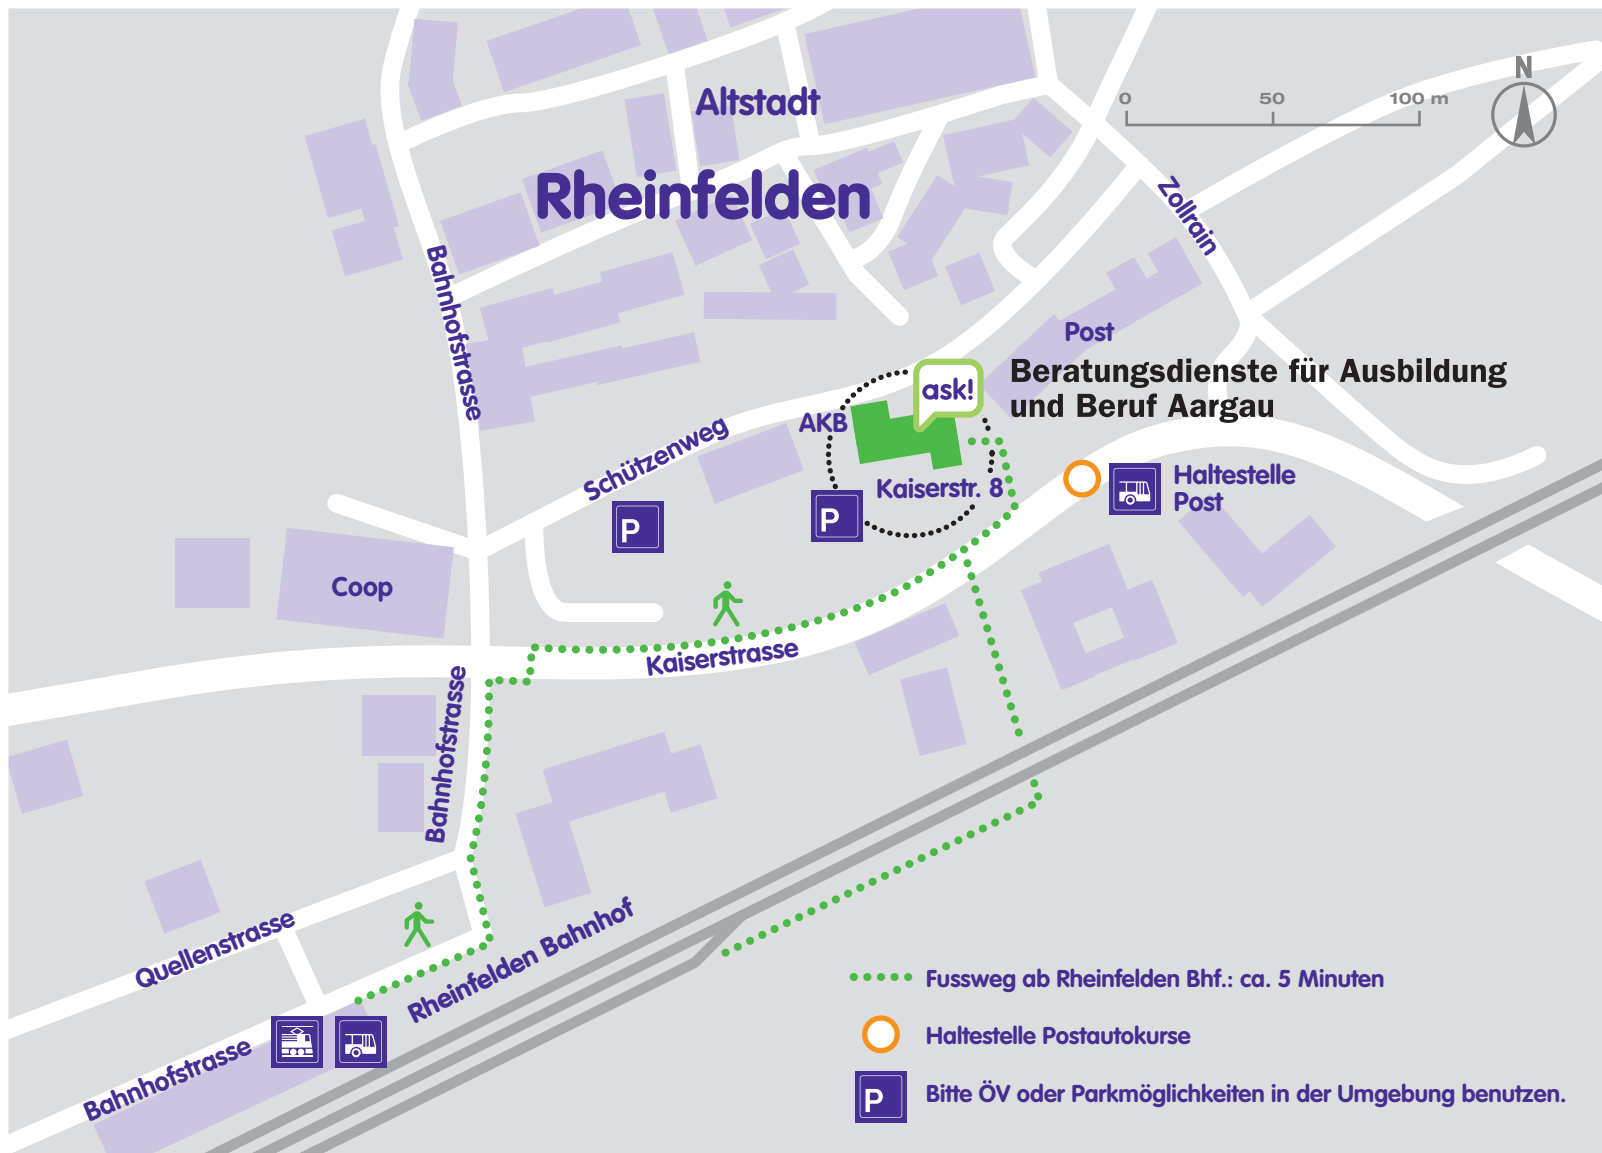 N
0 50 100 m
Altstadt
Rheinfelden
Zollrain
Bahnhofstrasse
Post
Beratungsdienste für Ausbildung
und Beruf Aargau
ask!
AKB
Schützenweg
Kaiserstr. 8
Haltestelle
Post
P
P
Coop
Kaiserstrasse
Bahnhofstrasse
Quellenstrasse
Rheinfelden Bahnhof
Bahnhofstrasse
Fussweg ab Rheinfelden Bhf.: ca. 5 Minuten
Haltestelle Postautokurse
P
Bitte ÖV oder Parkmöglichkeiten in der Umgebung benutzen.